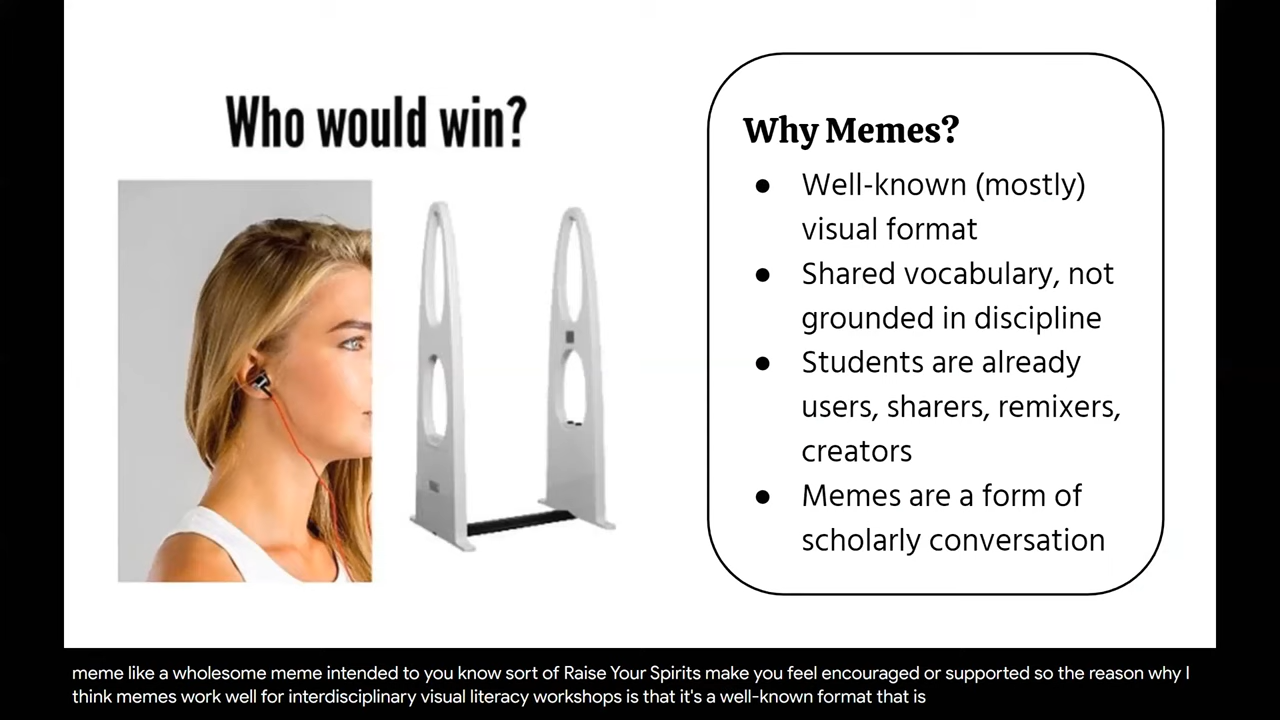 Who would win?
Why Memes?
● Well-known (mostly)
visual format
● Shared vocabulary, not
grounded in discipline
● Students are already
users, sharers, remixers,
creators
● Memes are a form of
scholarly conversation
meme like a wholesome meme intended to you know sort of Raise Your Spirits make you feel encouraged or supported so the reason why I
think memes work well for interdisciplinary visual literacy workshops is that it's a well-known format that is